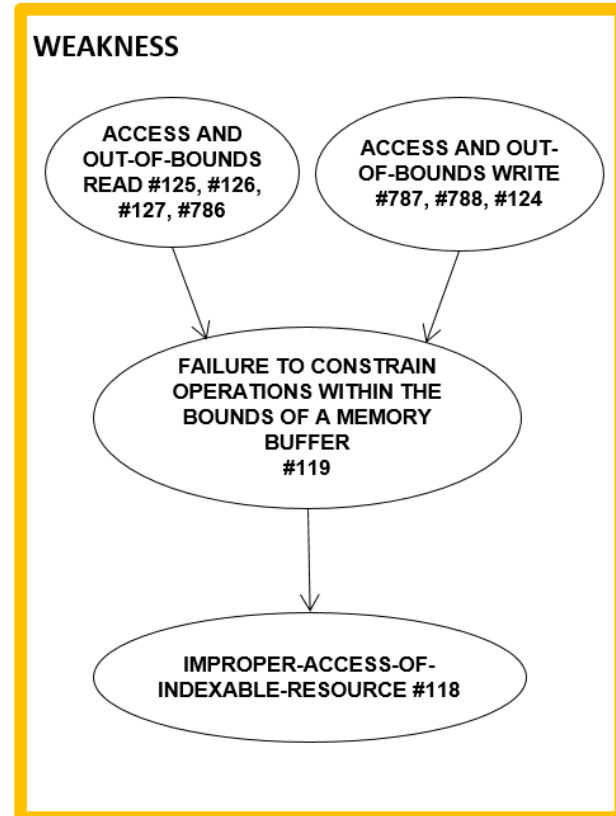 WEAKNESS
ACCESS AND
OUT-OF-BOUNDS
READ #125, #126,
#127, #786
ACCESS AND OUT-
OF-BOUNDS WRITE
#787, #788, #124
FAILURE TO CONSTRAIN
OPERATIONS WITHIN THE
BOUNDS OF A MEMORY
BUFFER
#119
IMPROPER-ACCESS-OF-
INDEXABLE-RESOURCE #118